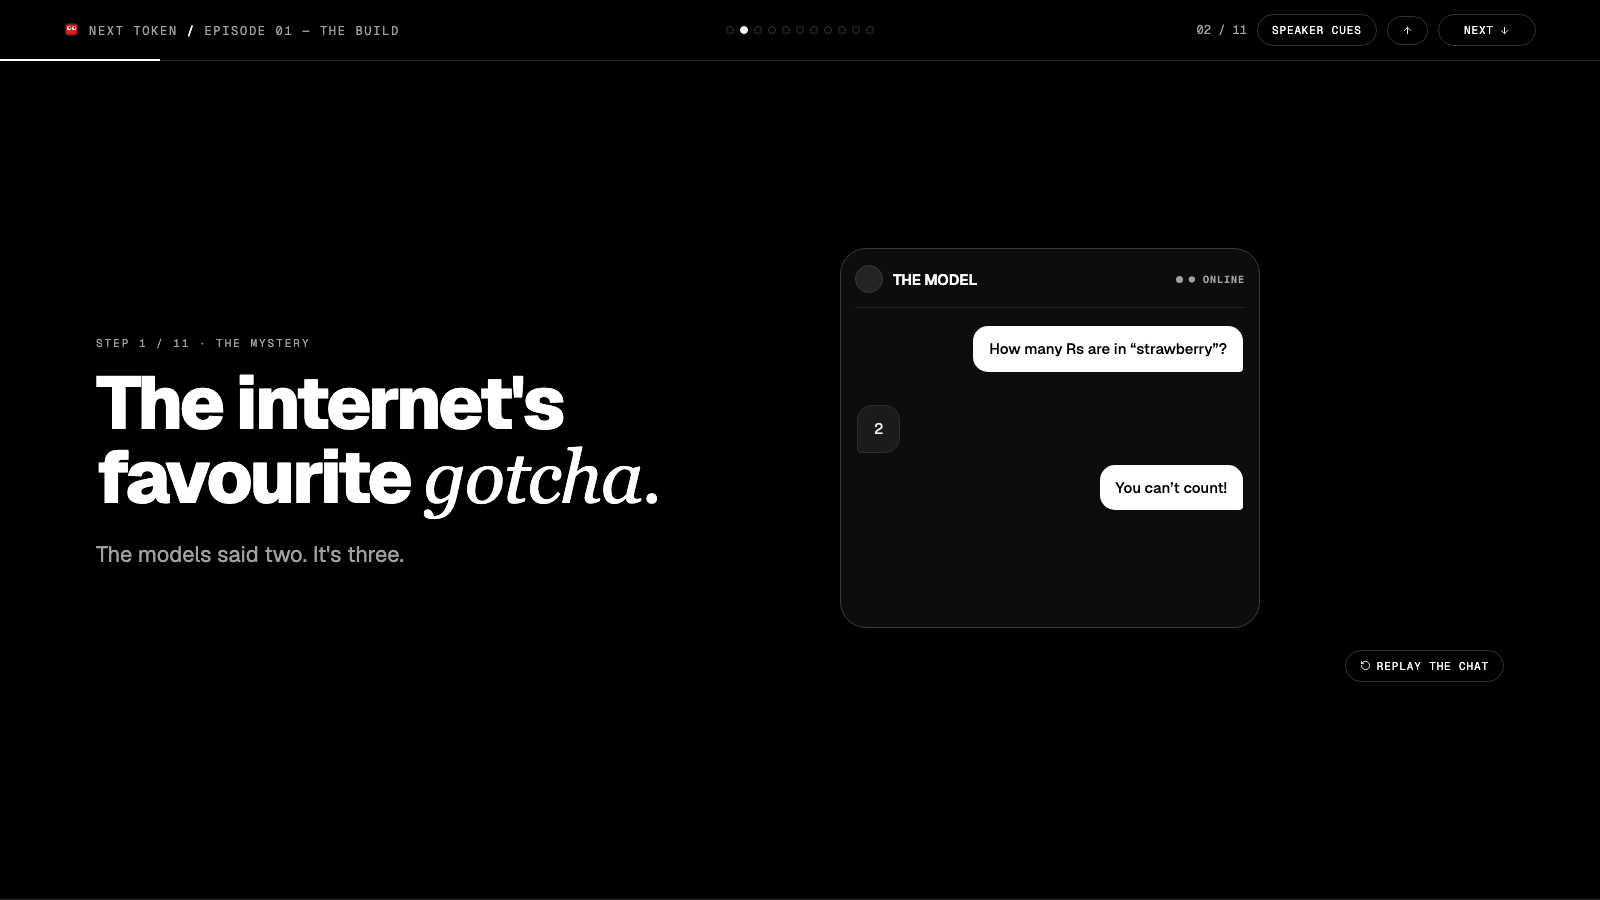 NEXT TOKEN / EPISODE 01 — THE BUILD
02 / 11
SPEAKER CUES
↑
NEXT ↓
STEP 1 / 11 · THE MYSTERY
The internet's
favourite gotcha.
The models said two. It's three.
THE MODEL
ONLINE
How many Rs are in “strawberry”?
2
You can’t count!
REPLAY THE CHAT